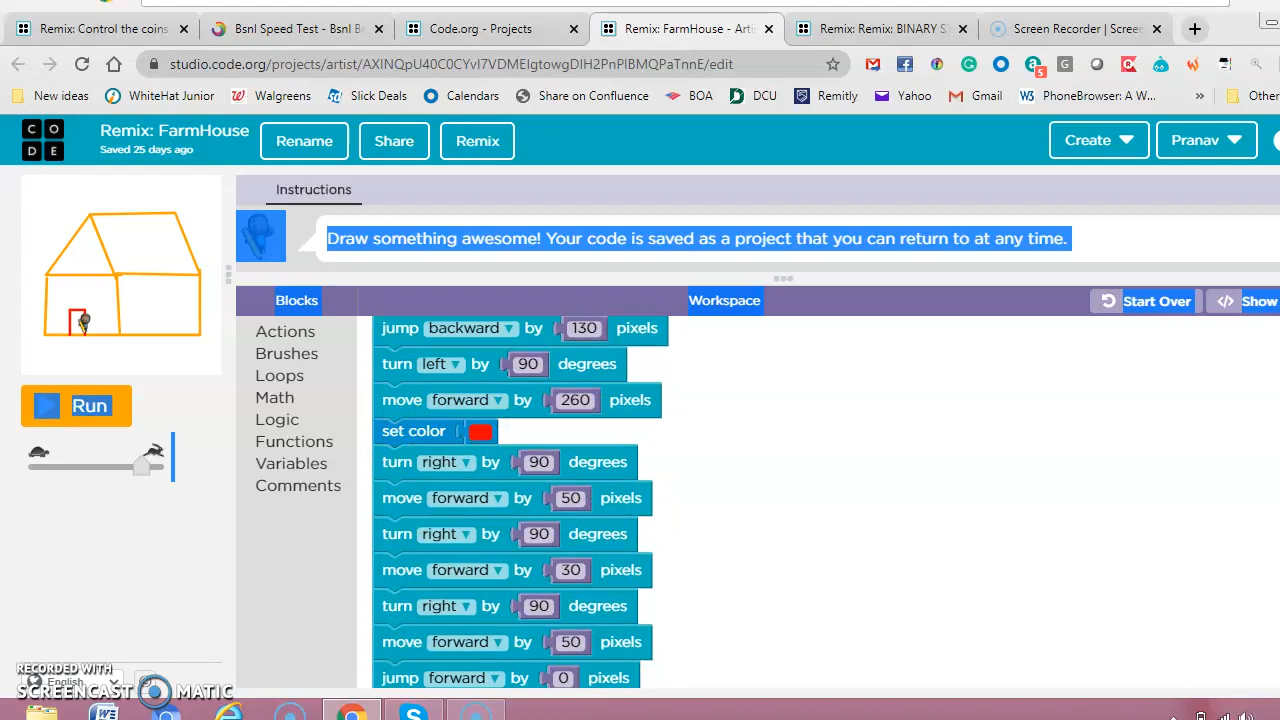 Remix: Control the coins
Bsnl Speed Test - Bsnl B
Code.org - Projects
Remix: FarmHouse - Arti
Remix: Remix: BINARY S
Screen Recorder | Screen
studio.code.org/projects/artist/AXINQpU40C0CYvI7VDMEIgtowgDIH2PnPIBMQPaTnnE/edit
5
New ideas
WhiteHat Junior
Walgreens
Slick Deals
Calendars
Share on Confluence
BOA
DCU
Remitly
Yahoo
Gmail
PhoneBrowser: A W...
»
Other
C O
D E
Remix: FarmHouse
Saved 25 days ago
Rename
Share
Remix
Create
Pranav
Instructions
Draw something awesome! Your code is saved as a project that you can return to at any time.
Blocks
Workspace
Start Over
</> Show
Actions
Brushes
Loops
Math
Logic
Functions
Variables
Comments
Run
jump backward by 130 pixels
turn left by 90 degrees
move forward by 260 pixels
set color
turn right by 90 degrees
move forward by 50 pixels
turn right by 90 degrees
move forward by 30 pixels
turn right by 90 degrees
move forward by 50 pixels
jump forward by 0 pixels
RECORDED WITH
English
SCREENCAST MATIC